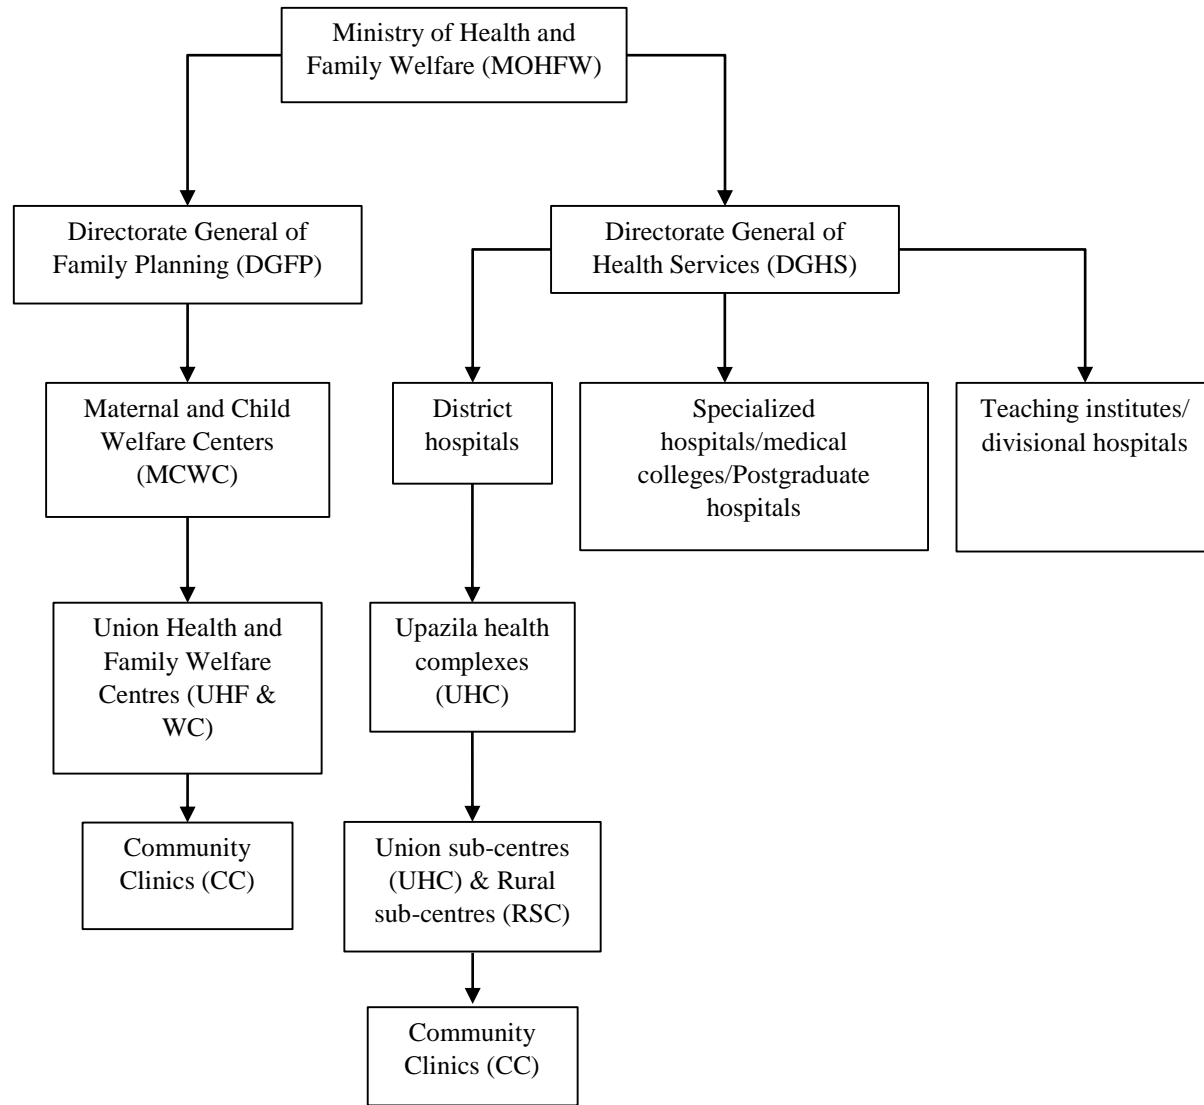 Ministry of Health and
Family Welfare (MOHFW)
Directorate General of
Family Planning (DGFP)
Directorate General of
Health Services (DGHS)
Maternal and Child
Welfare Centers
(MCWC)
District
hospitals
Specialized
hospitals/medical
colleges/Postgraduate
hospitals
Teaching institutes/
divisional hospitals
Union Health and
Family Welfare
Centres (UHF &
WC)
Upazila health
complexes
(UHC)
Community
Clinics (CC)
Union sub-centres
(UHC) & Rural
sub-centres (RSC)
Community
Clinics (CC)